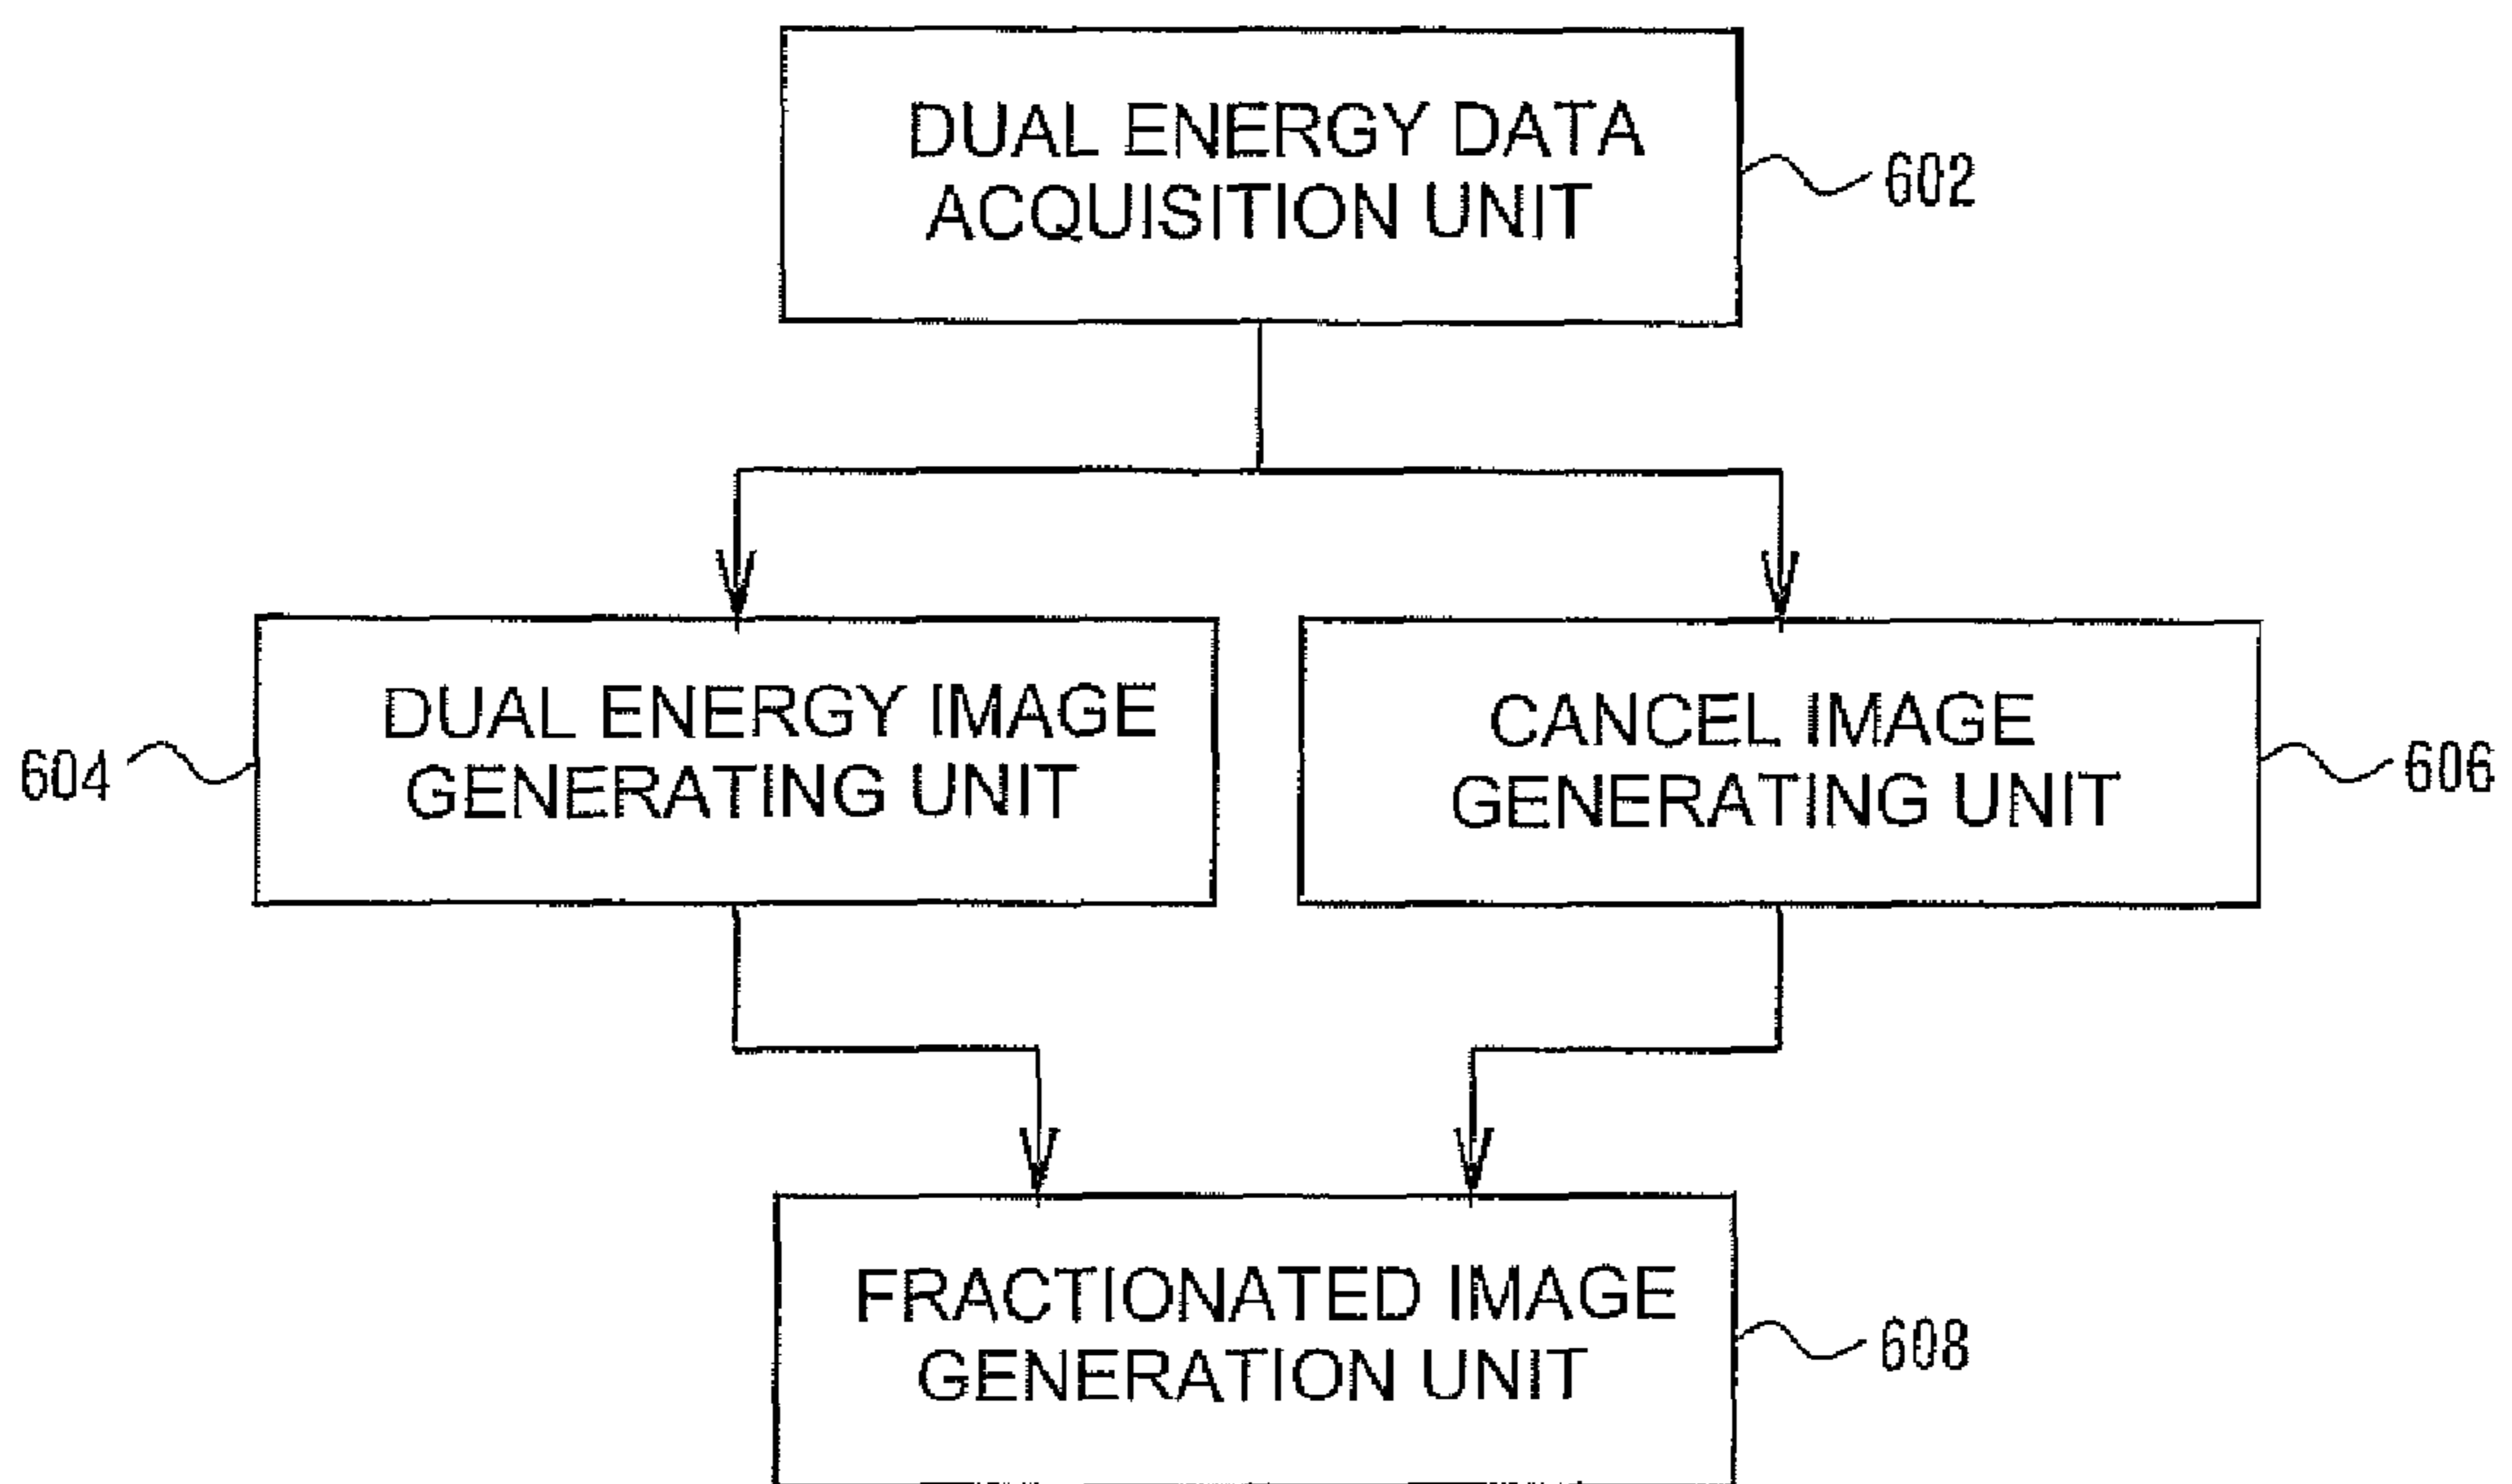 DUAL ENERGY DATA
ACQUISITION UNIT
602
DUAL ENERGY IMAGE
GENERATING UNIT
604
CANCEL IMAGE
GENERATING UNIT
606
FRACTIONATED IMAGE
GENERATION UNIT
608